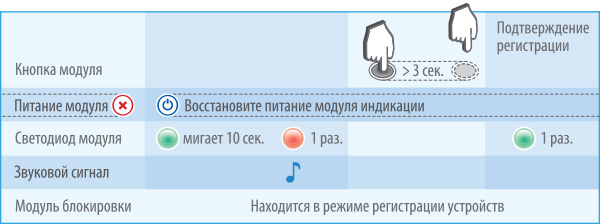 Подтверждение
регистрации
Кнопка модуля
> 3 сек.
Питание модуля
Восстановите питание модуля индикации
Светодиод модуля мигает 10 сек. 1 раз. 1 раз.
Звуковой сигнал
Модуль блокировки Находится в режиме регистрации устройств